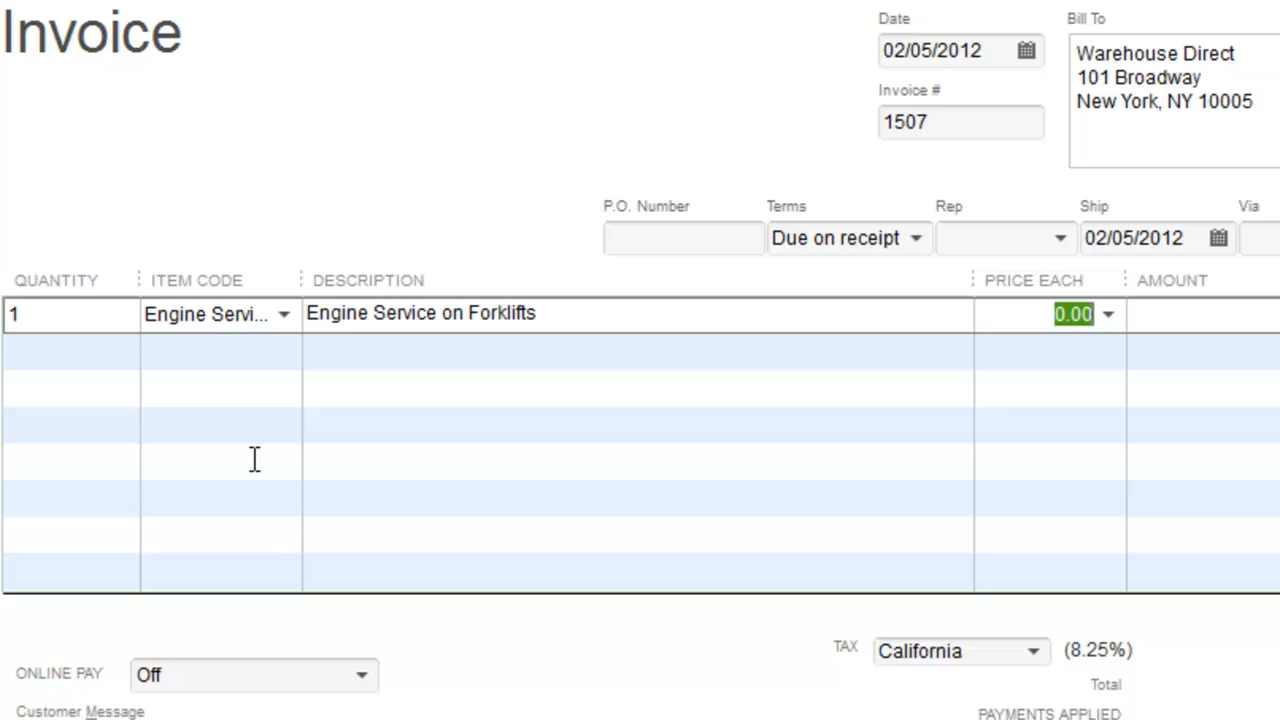 Invoice
Date
Bill To
02/05/2012
Warehouse Direct
101 Broadway
New York, NY 10005
Invoice #
1507
P.O. Number Terms Rep Ship Via
Due on receipt 02/05/2012
QUANTITY ITEM CODE DESCRIPTION PRICE EACH AMOUNT
1 Engine Servi... Engine Service on Forklifts 0.00
TAX California (8.25%)
ONLINE PAY Off
Total
Customer Message
PAYMENTS APPLIED